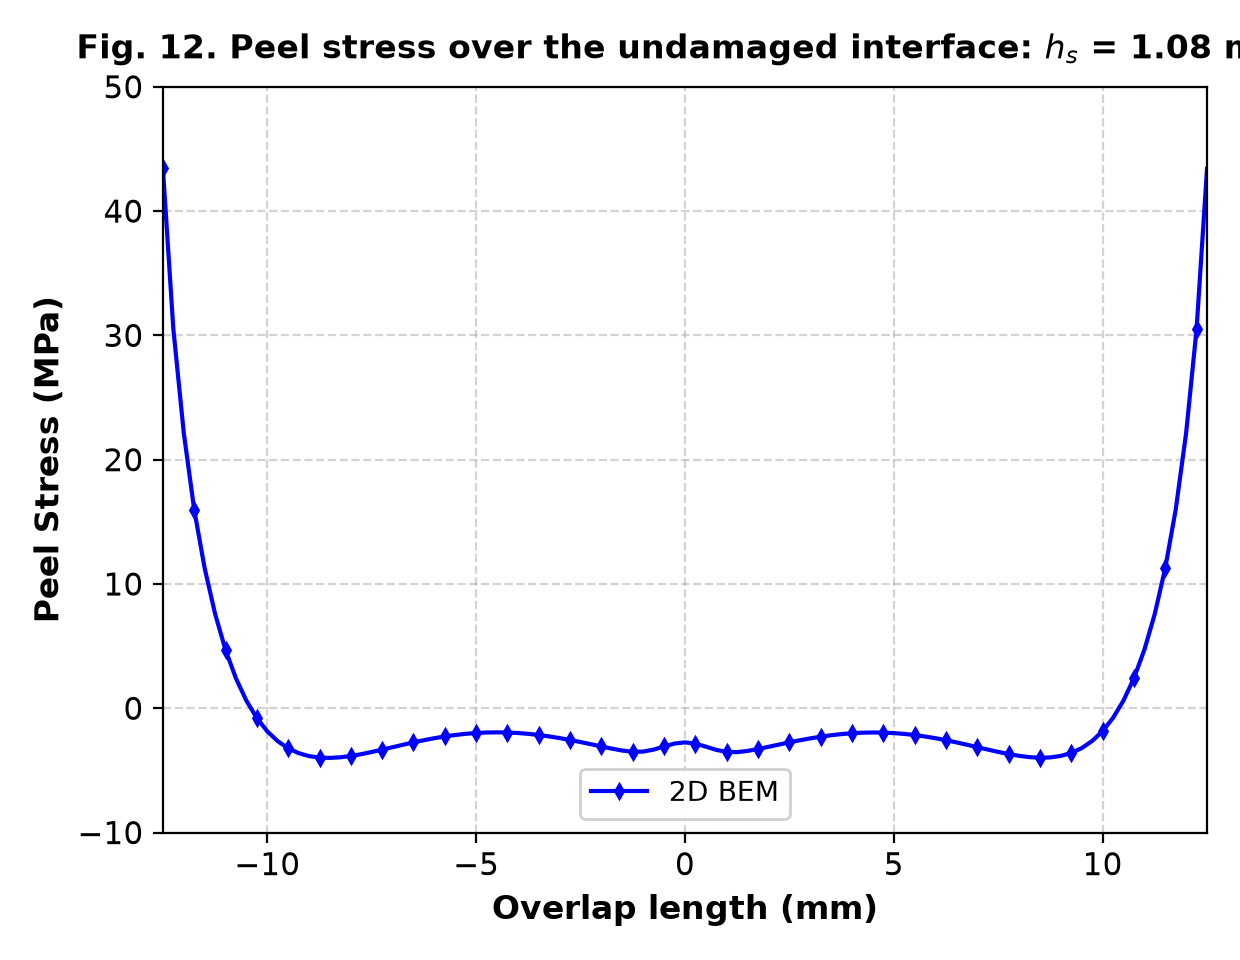 Fig. 12. Peel stress over the undamaged interface: hₛ = 1.08
50
40
30
20
10
0
−10
Peel Stress (MPa)
2D BEM
−10 −5 0 5 10
Overlap length (mm)